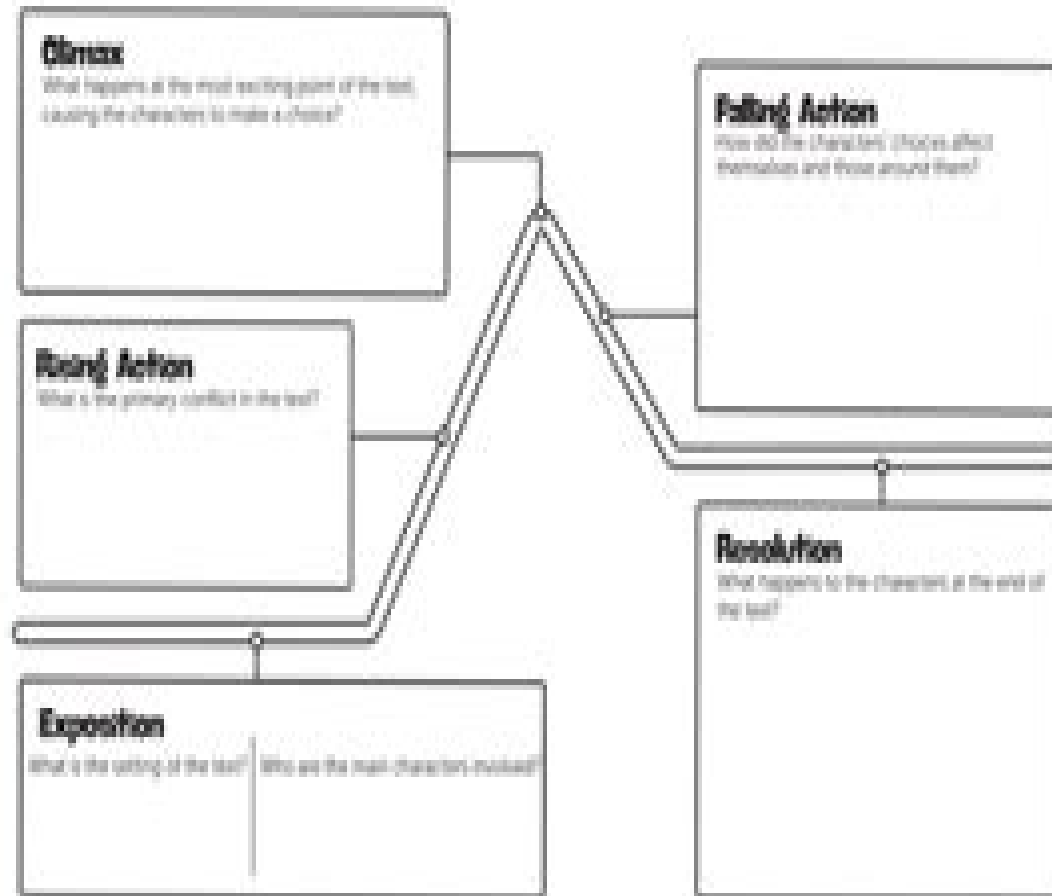 Climax
What happens at the most exciting point of the text,
causing the characters to make a choice?
Falling Action
How did the characters' choices affect
themselves and those around them?
Rising Action
What is the primary conflict in the text?
Resolution
What happens to the characters at the end of
the text?
Exposition
What is the setting of the text?
Who are the main characters involved?